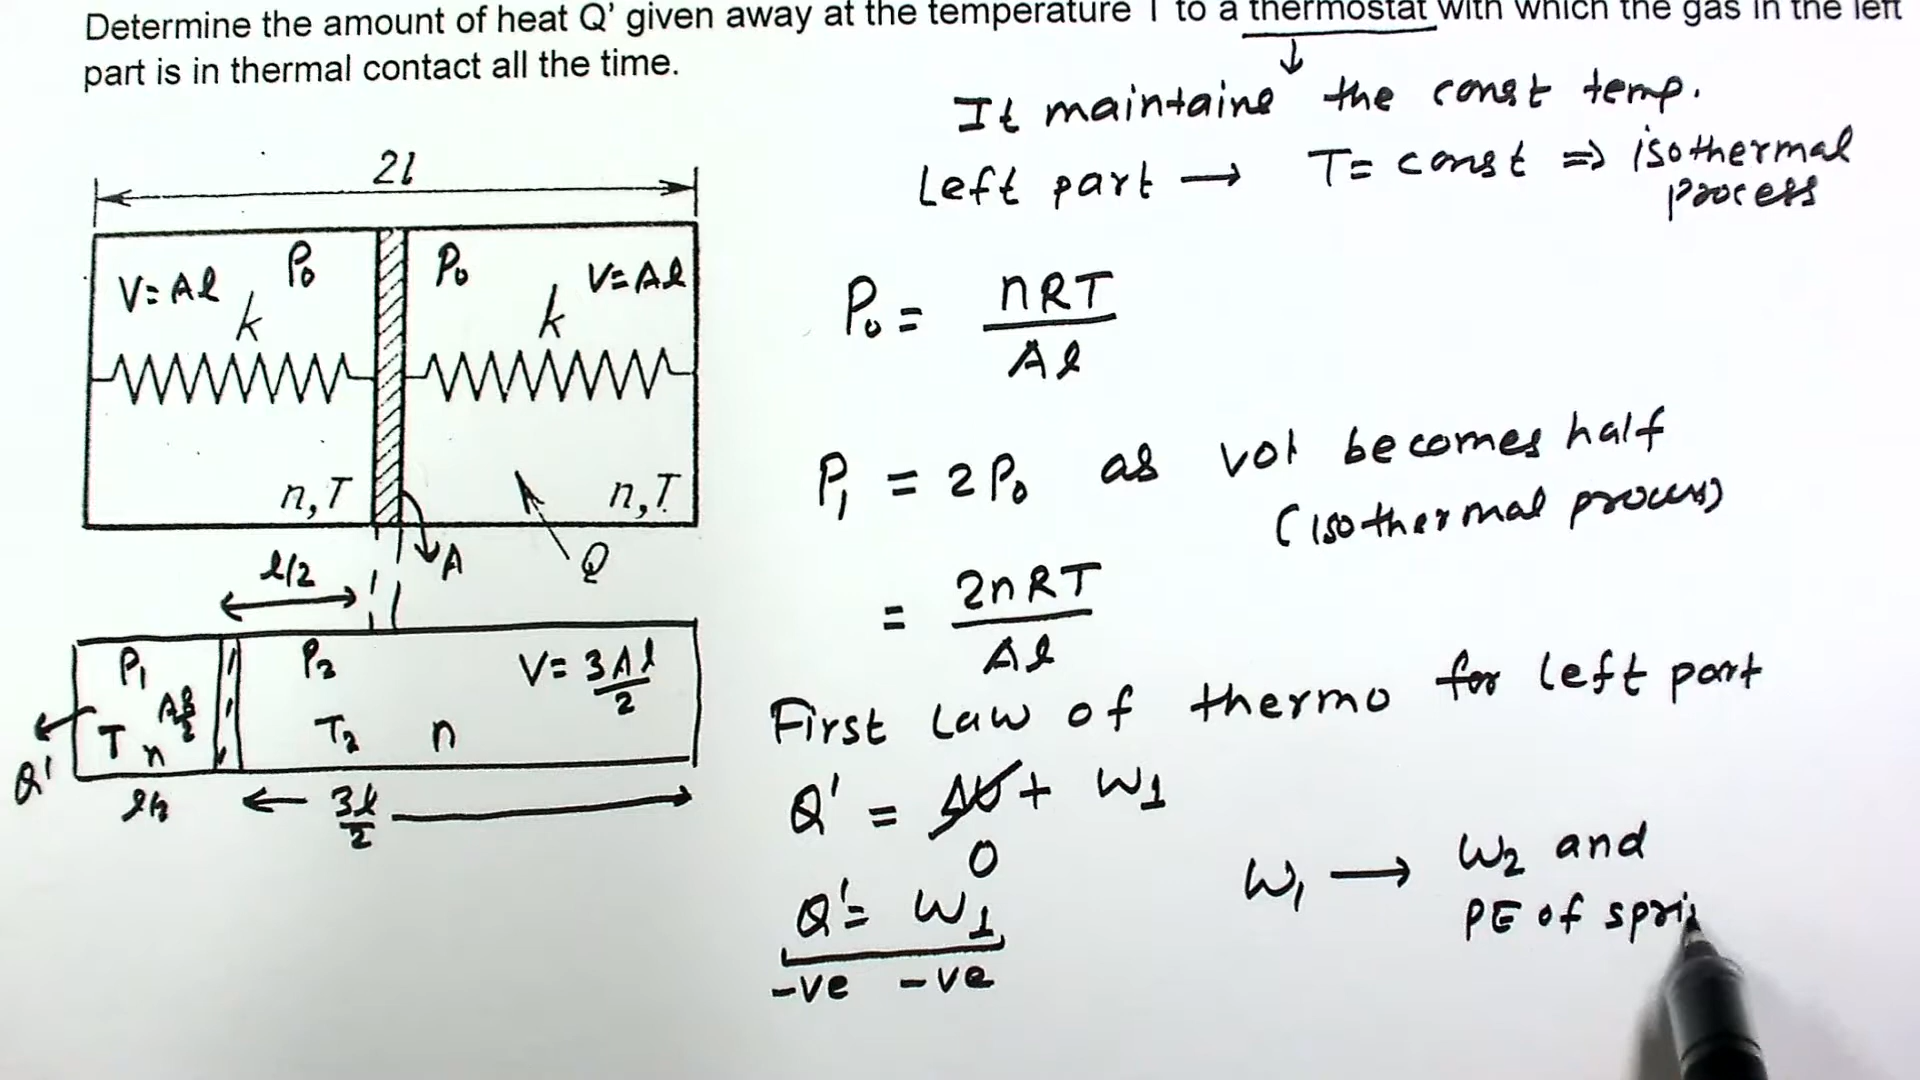 Determine the amount of heat Q' given away at the temperature T to a thermostat with which the gas in the left
part is in thermal contact all the time.
It maintains the const temp.
Left part → T = const ⇒ isothermal
process
2l
V = Al P₀
P₀ V = Al
k
k
n, T
n, T
A
Q
l/2
P₀ = nRT / Al
P₁ = 2P₀ as vol becomes half
(isothermal process)
= 2nRT / Al
P₁
T n
Al/2
Q'
P₂ V = 3Al/2
T₂ n
l/2
3l/2
First Law of thermo for left part
Q' = ΔU + W₁
0
Q' = W₁
-ve -ve
W₁ → W₂ and
PE of spri